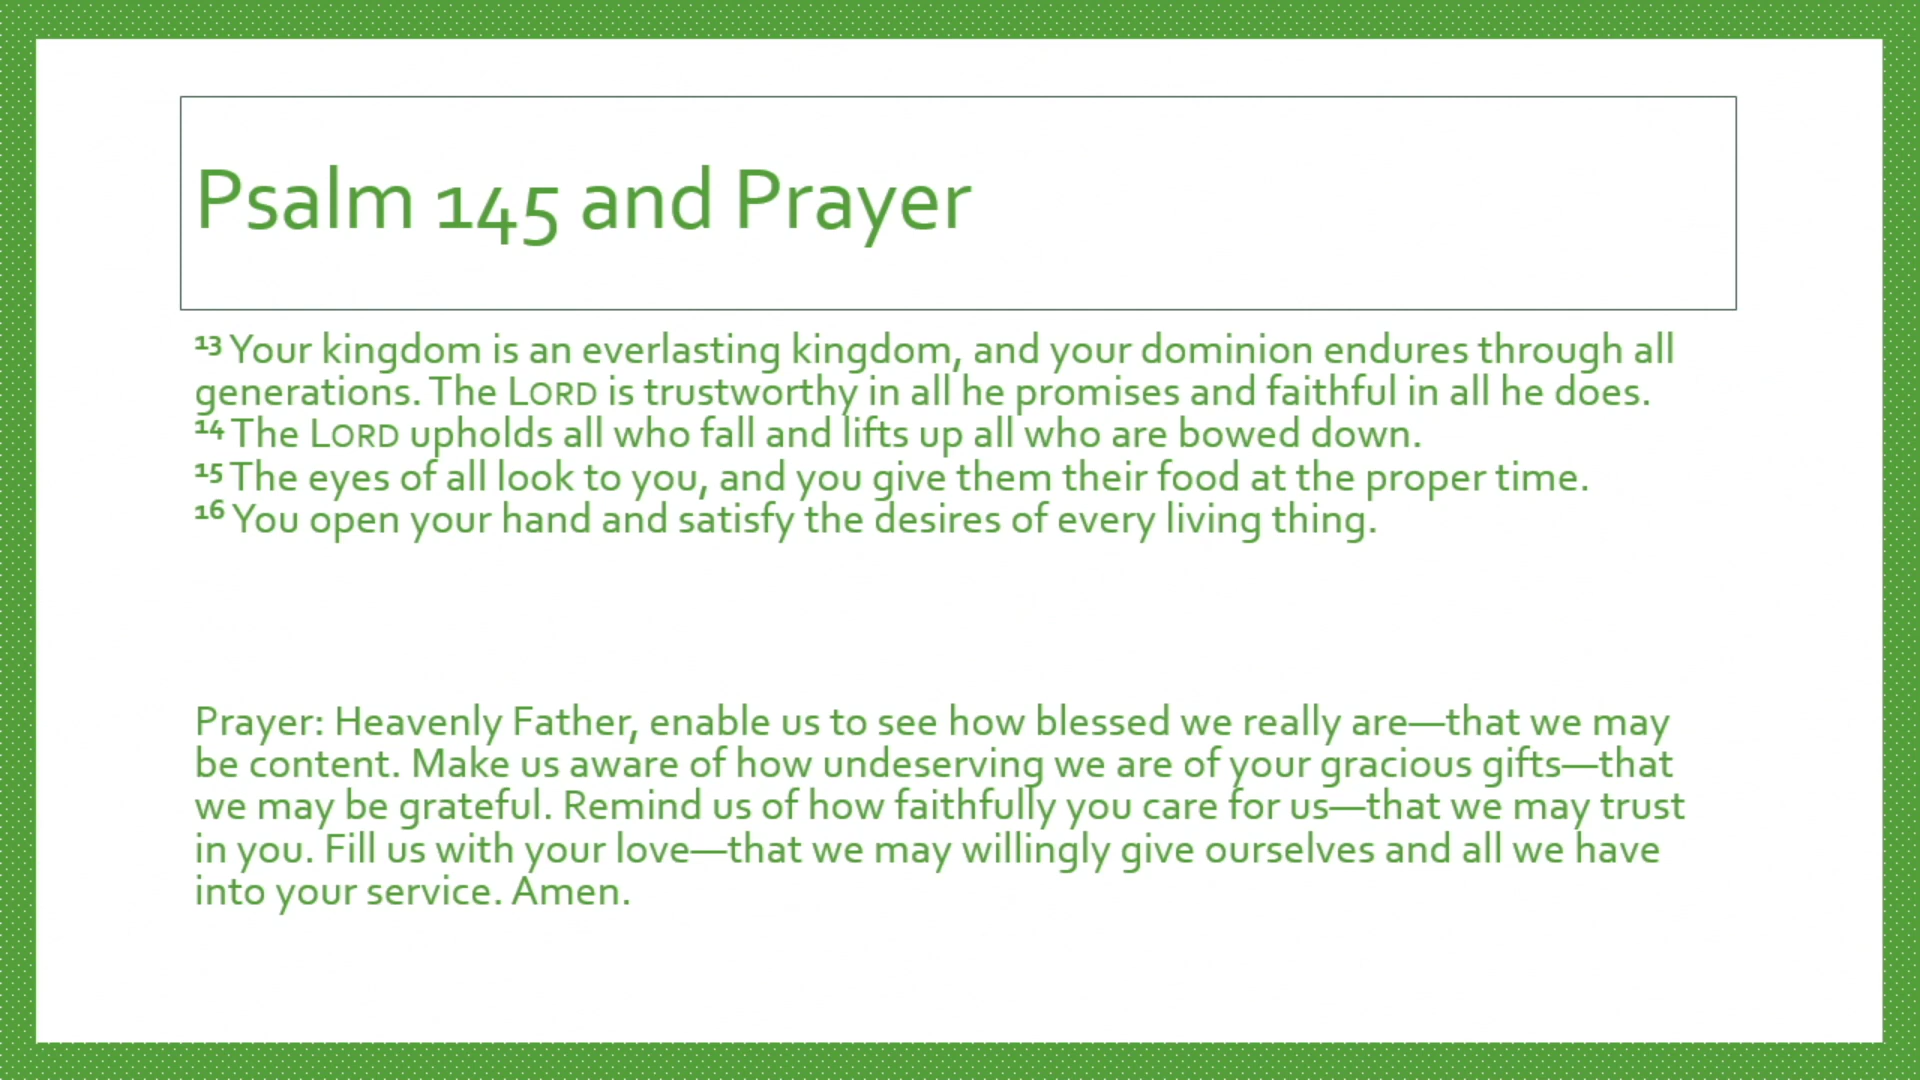 Psalm 145 and Prayer
¹³ Your kingdom is an everlasting kingdom, and your dominion endures through all
generations. The LORD is trustworthy in all he promises and faithful in all he does.
¹⁴ The LORD upholds all who fall and lifts up all who are bowed down.
¹⁵ The eyes of all look to you, and you give them their food at the proper time.
¹⁶ You open your hand and satisfy the desires of every living thing.
Prayer: Heavenly Father, enable us to see how blessed we really are—that we may
be content. Make us aware of how undeserving we are of your gracious gifts—that
we may be grateful. Remind us of how faithfully you care for us—that we may trust
in you. Fill us with your love—that we may willingly give ourselves and all we have
into your service. Amen.